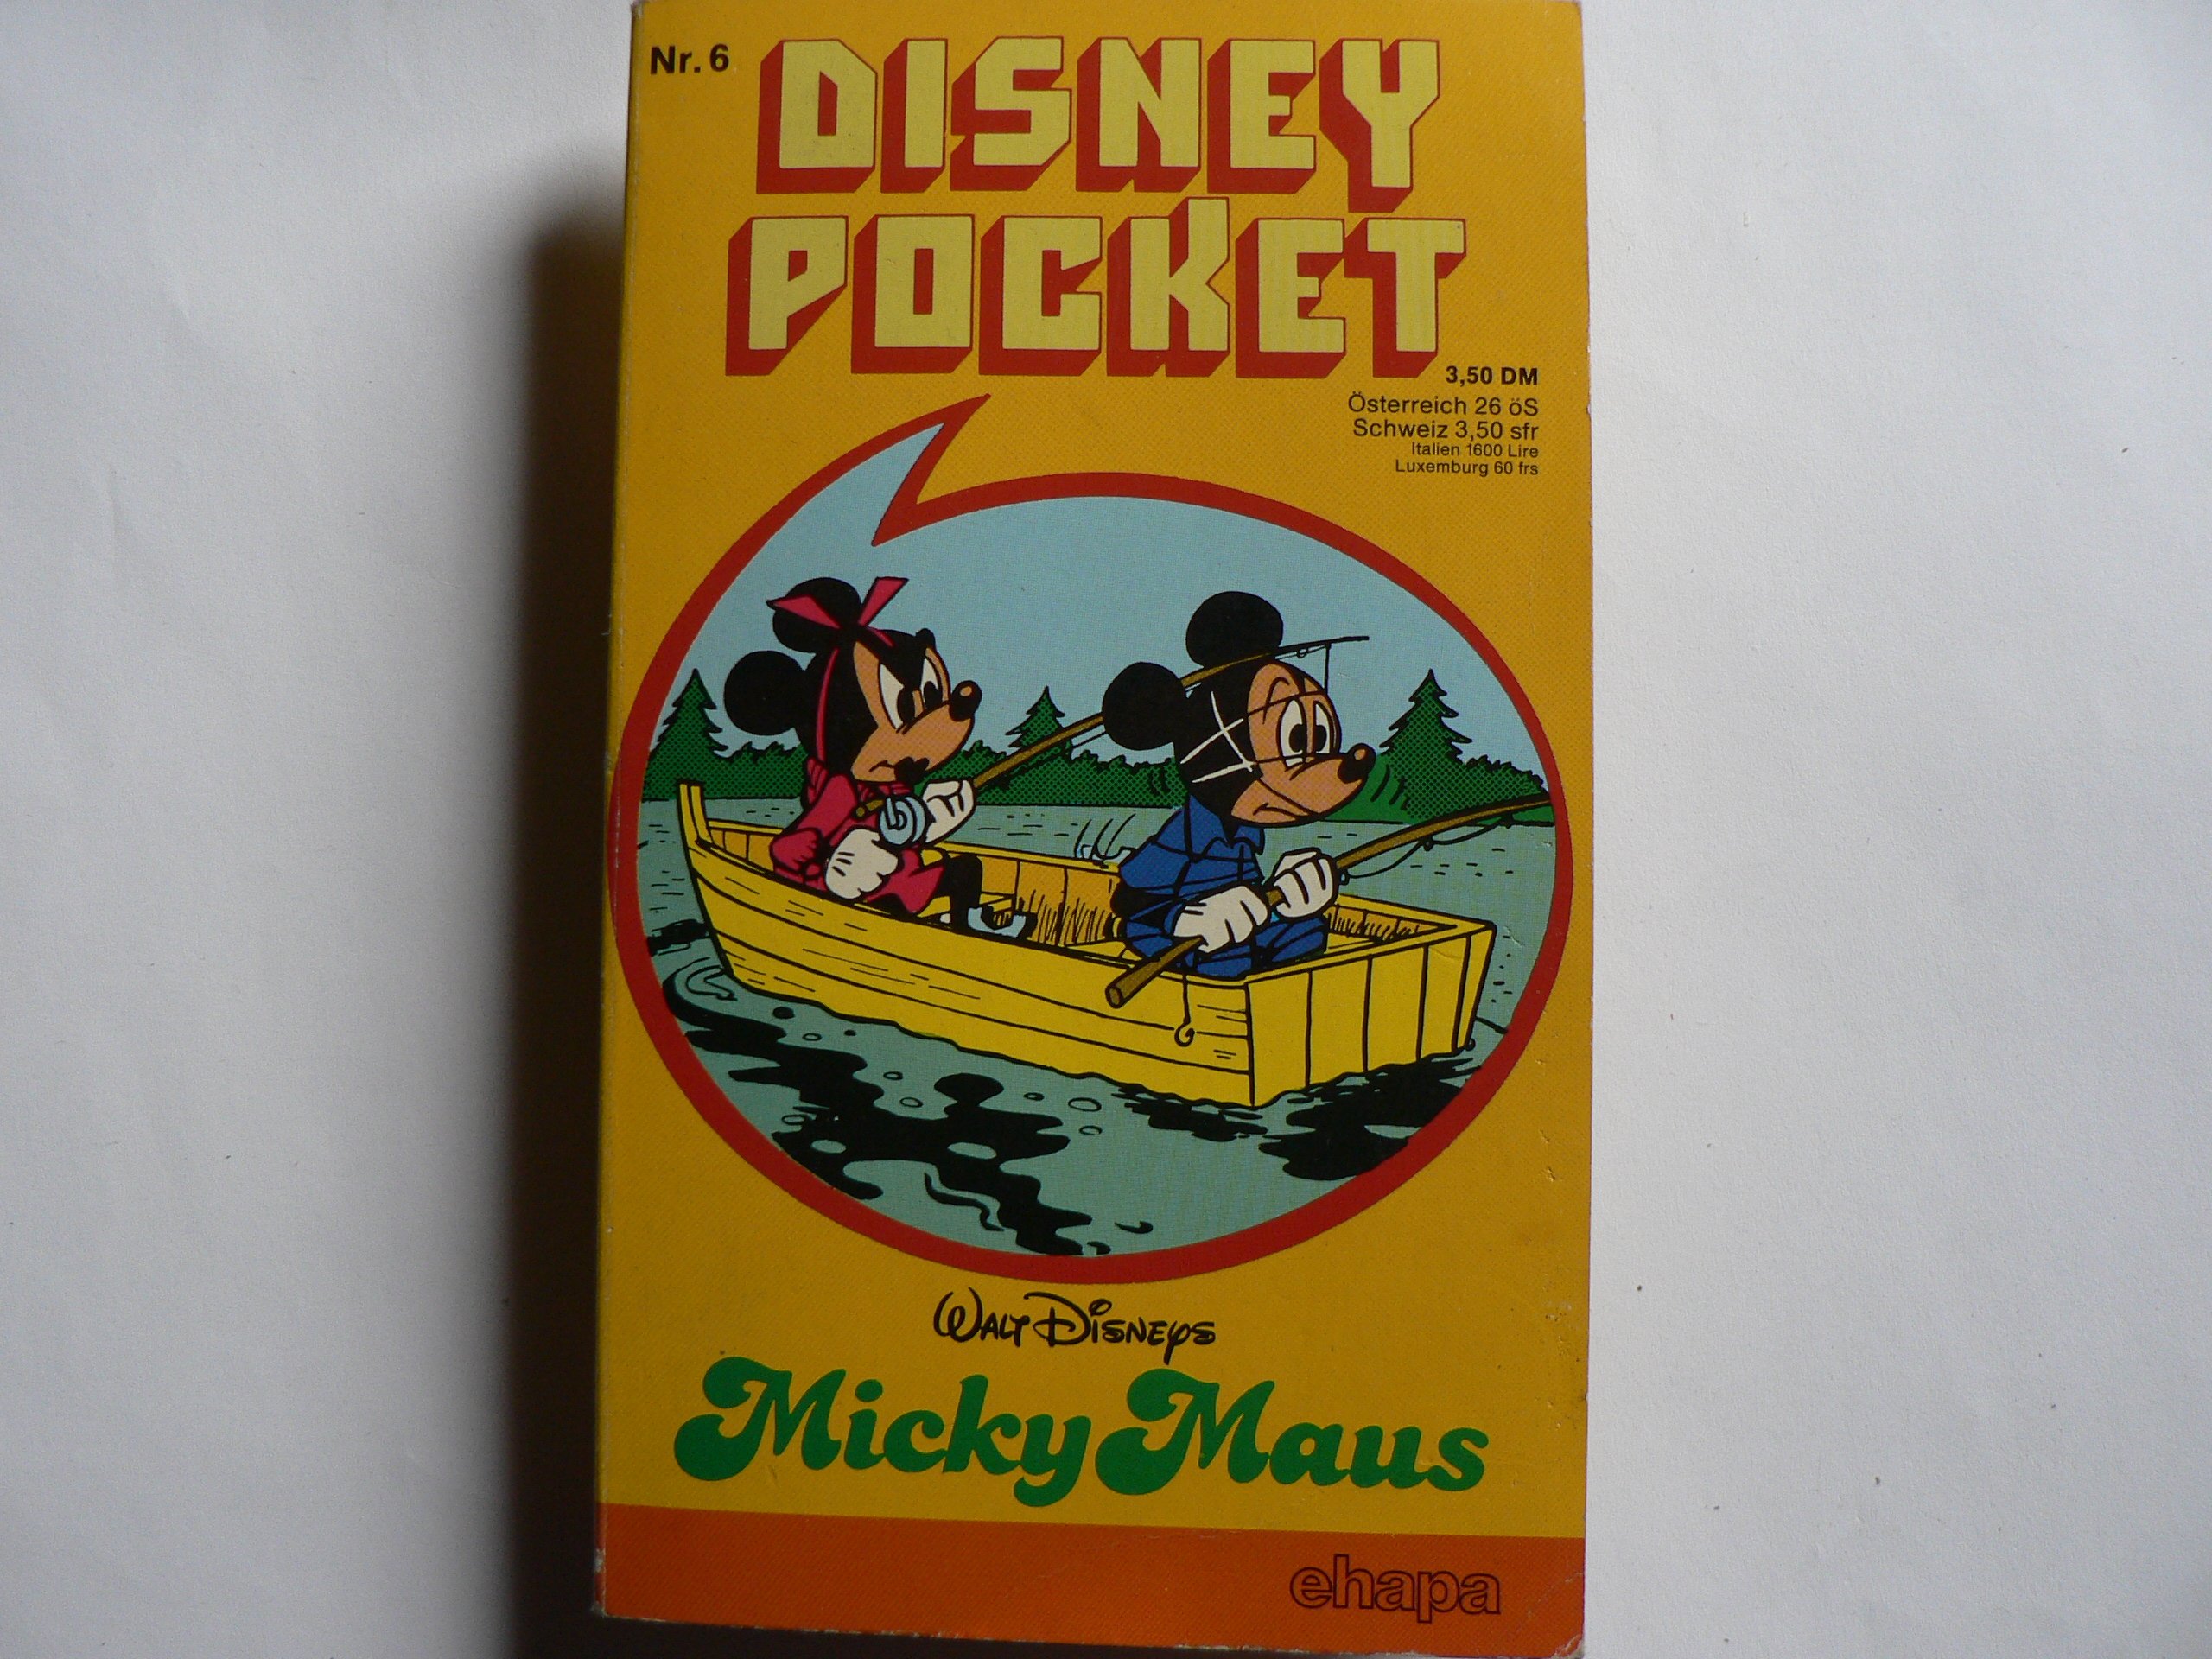 Nr. 6
DISNEY
POCKET
3,50 DM
Österreich 26 öS
Schweiz 3,50 sfr
Italien 1600 Lire
Luxemburg 60 frs
WALT DISNEYS
Micky Maus
ehapa